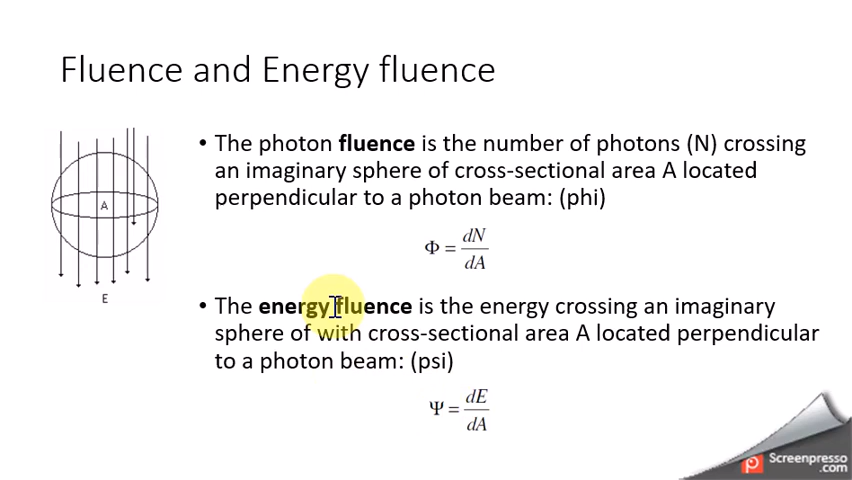 Fluence and Energy fluence
• The photon fluence is the number of photons (N) crossing
an imaginary sphere of cross-sectional area A located
perpendicular to a photon beam: (phi)
A
Φ = dN
dA
E
• The energy fluence is the energy crossing an imaginary
sphere of with cross-sectional area A located perpendicular
to a photon beam: (psi)
Ψ = dE
dA
Screenpresso
.com